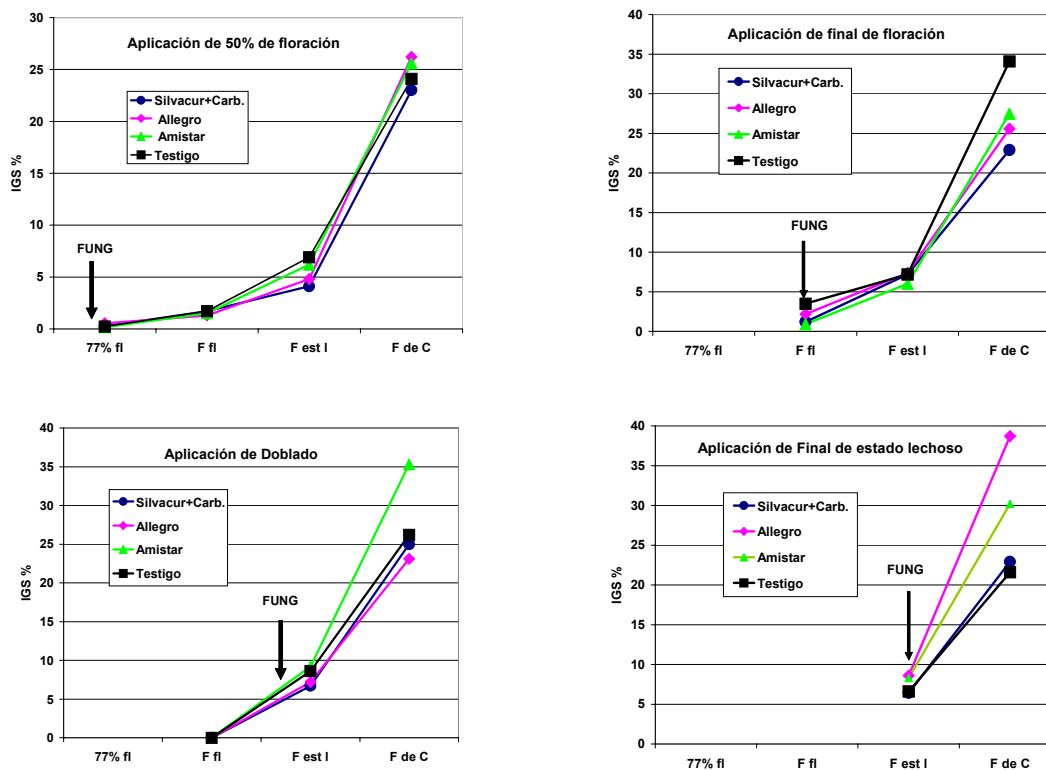 Aplicación de 50% de floración
30
25
20
15
10
5
0
IGS %
Silvacur+Carb.
Allegro
Amistar
Testigo
FUNG
77% fl F fl F est l F de C
Aplicación de final de floración
40
35
30
25
20
15
10
5
0
IGS %
Silvacur+Carb.
Allegro
Amistar
Testigo
FUNG
77% fl F fl F est l F de C
Aplicación de Doblado
40
35
30
25
20
15
10
5
0
IGS %
Silvacur+Carb.
Allegro
Amistar
Testigo
FUNG
77% fl F fl F est l F de C
Aplicación de Final de estado lechoso
40
35
30
25
20
15
10
5
0
IGS %
Silvacur+Carb.
Allegro
Amistar
Testigo
FUNG
77% fl F fl F est l F de C